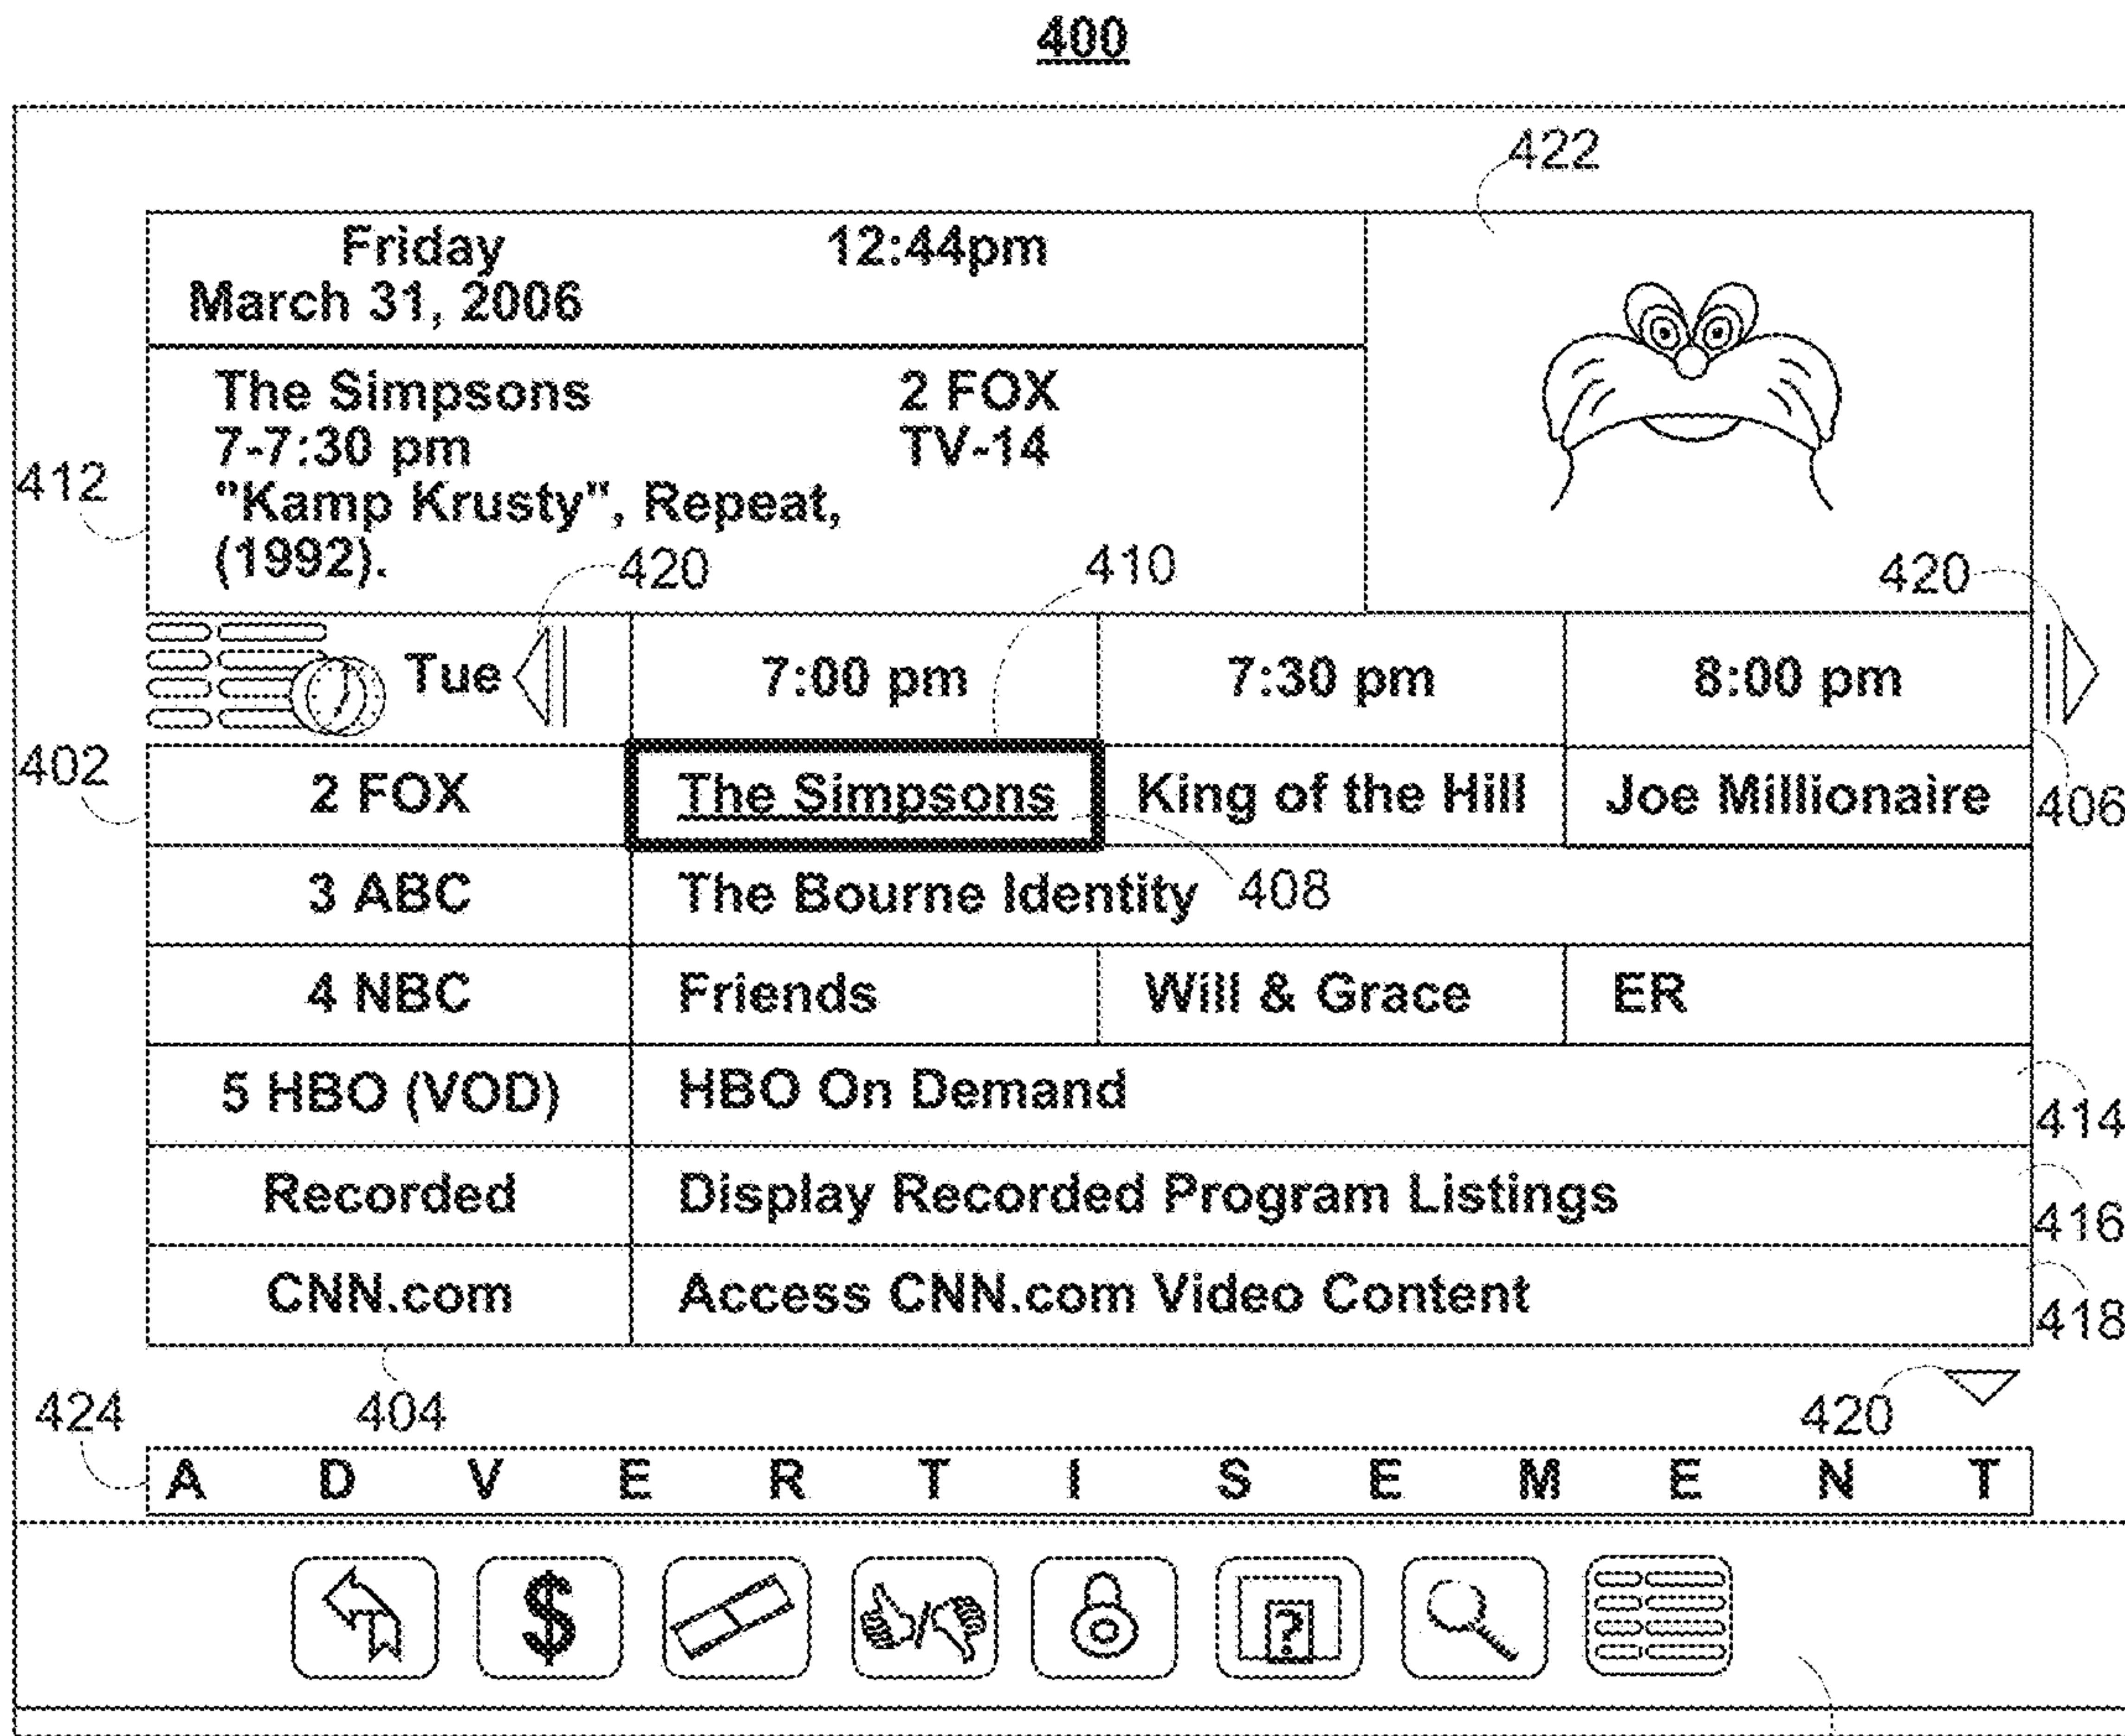 400
422
Friday 12:44pm
March 31, 2006
The Simpsons 2 FOX
7-7:30 pm TV-14
412
"Kamp Krusty", Repeat,
(1992).
420 410 420
Tue 7:00 pm 7:30 pm 8:00 pm
402
2 FOX The Simpsons King of the Hill Joe Millionaire
406
3 ABC The Bourne Identity 408
4 NBC Friends Will & Grace ER
5 HBO (VOD) HBO On Demand
414
Recorded Display Recorded Program Listings
416
CNN.com Access CNN.com Video Content
418
424 404 420
A D V E R T I S E M E N T
$ ?